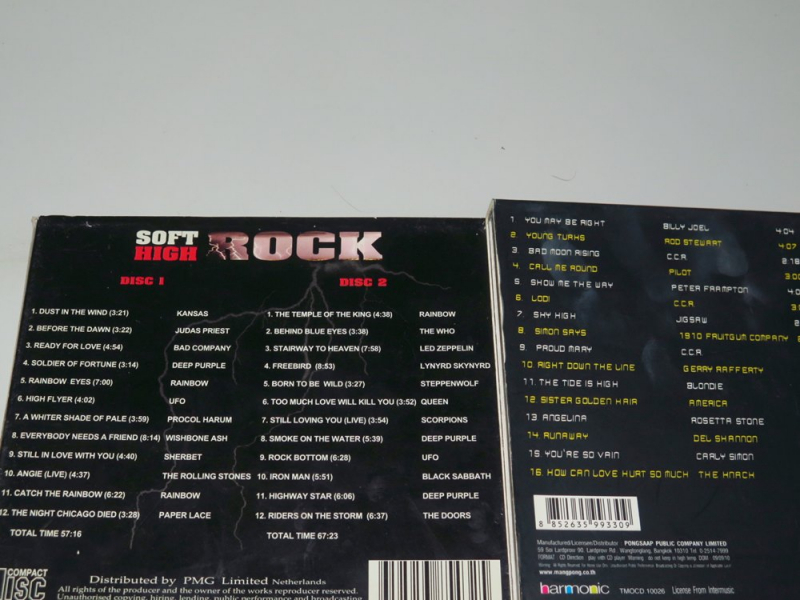 SOFT HIGH ROCK
DISC 1
DISC 2
1. DUST IN THE WIND (3:21) KANSAS
2. BEFORE THE DAWN (3:22) JUDAS PRIEST
3. READY FOR LOVE (4:54) BAD COMPANY
4. SOLDIER OF FORTUNE (3:14) DEEP PURPLE
5. RAINBOW EYES (7:00) RAINBOW
6. HIGH FLYER (4:02) UFO
7. A WHITER SHADE OF PALE (3:59) PROCOL HARUM
8. EVERYBODY NEEDS A FRIEND (8:14) WISHBONE ASH
9. STILL IN LOVE WITH YOU (4:40) SHERBET
10. ANGIE (LIVE) (4:37) THE ROLLING STONES
11. CATCH THE RAINBOW (6:22) RAINBOW
12. THE NIGHT CHICAGO DIED (3:28) PAPER LACE
TOTAL TIME 57:16
1. THE TEMPLE OF THE KING (4:38) RAINBOW
2. BEHIND BLUE EYES (3:38) THE WHO
3. STAIRWAY TO HEAVEN (7:58) LED ZEPPELIN
4. FREEBIRD (8:53) LYNYRD SKYNYRD
5. BORN TO BE WILD (3:27) STEPPENWOLF
6. TOO MUCH LOVE WILL KILL YOU (3:52) QUEEN
7. STILL LOVING YOU (LIVE) (3:54) SCORPIONS
8. SMOKE ON THE WATER (5:39) DEEP PURPLE
9. ROCK BOTTOM (6:28) UFO
10. IRON MAN (5:51) BLACK SABBATH
11. HIGHWAY STAR (6:06) DEEP PURPLE
12. RIDERS ON THE STORM (6:37) THE DOORS
TOTAL TIME 67:23
COMPACT
DISC
Distributed by PMG Limited Netherlands
All rights of the producer and the owner of the works reproducer reserved.
Unauthorised copying, hiring, lending, public performance and broadcasting
1. YOU MAY BE RIGHT BILLY JOEL 4:04
2. YOUNG TURKS ROD STEWART 4:07
3. BAD MOON RISING C.C.R.
4. CALL ME ROUND PILOT
5. SHOW ME THE WAY PETER FRAMPTON
6. LODI C.C.R.
7. SKY HIGH JIGSAW
8. SIMON SAYS 1910 FRUITGUM COMPANY
9. PROUD MARY C.C.R.
10. RIGHT DOWN THE LINE GERRY RAFFERTY
11. THE TIDE IS HIGH BLONDIE
12. SISTER GOLDEN HAIR AMERICA
13. ANGELINA ROSETTA STONE
14. RUNAWAY DEL SHANNON
15. YOU'RE SO VAIN CARLY SIMON
16. HOW CAN LOVE HURT SO MUCH THE KNACK
8 852635 993309
Manufactured/Licensee/Distributor PONGSAAP PUBLIC COMPANY LIMITED
www.mangpong.co.th
harmonic TMOCD 10026 License From Intermusic